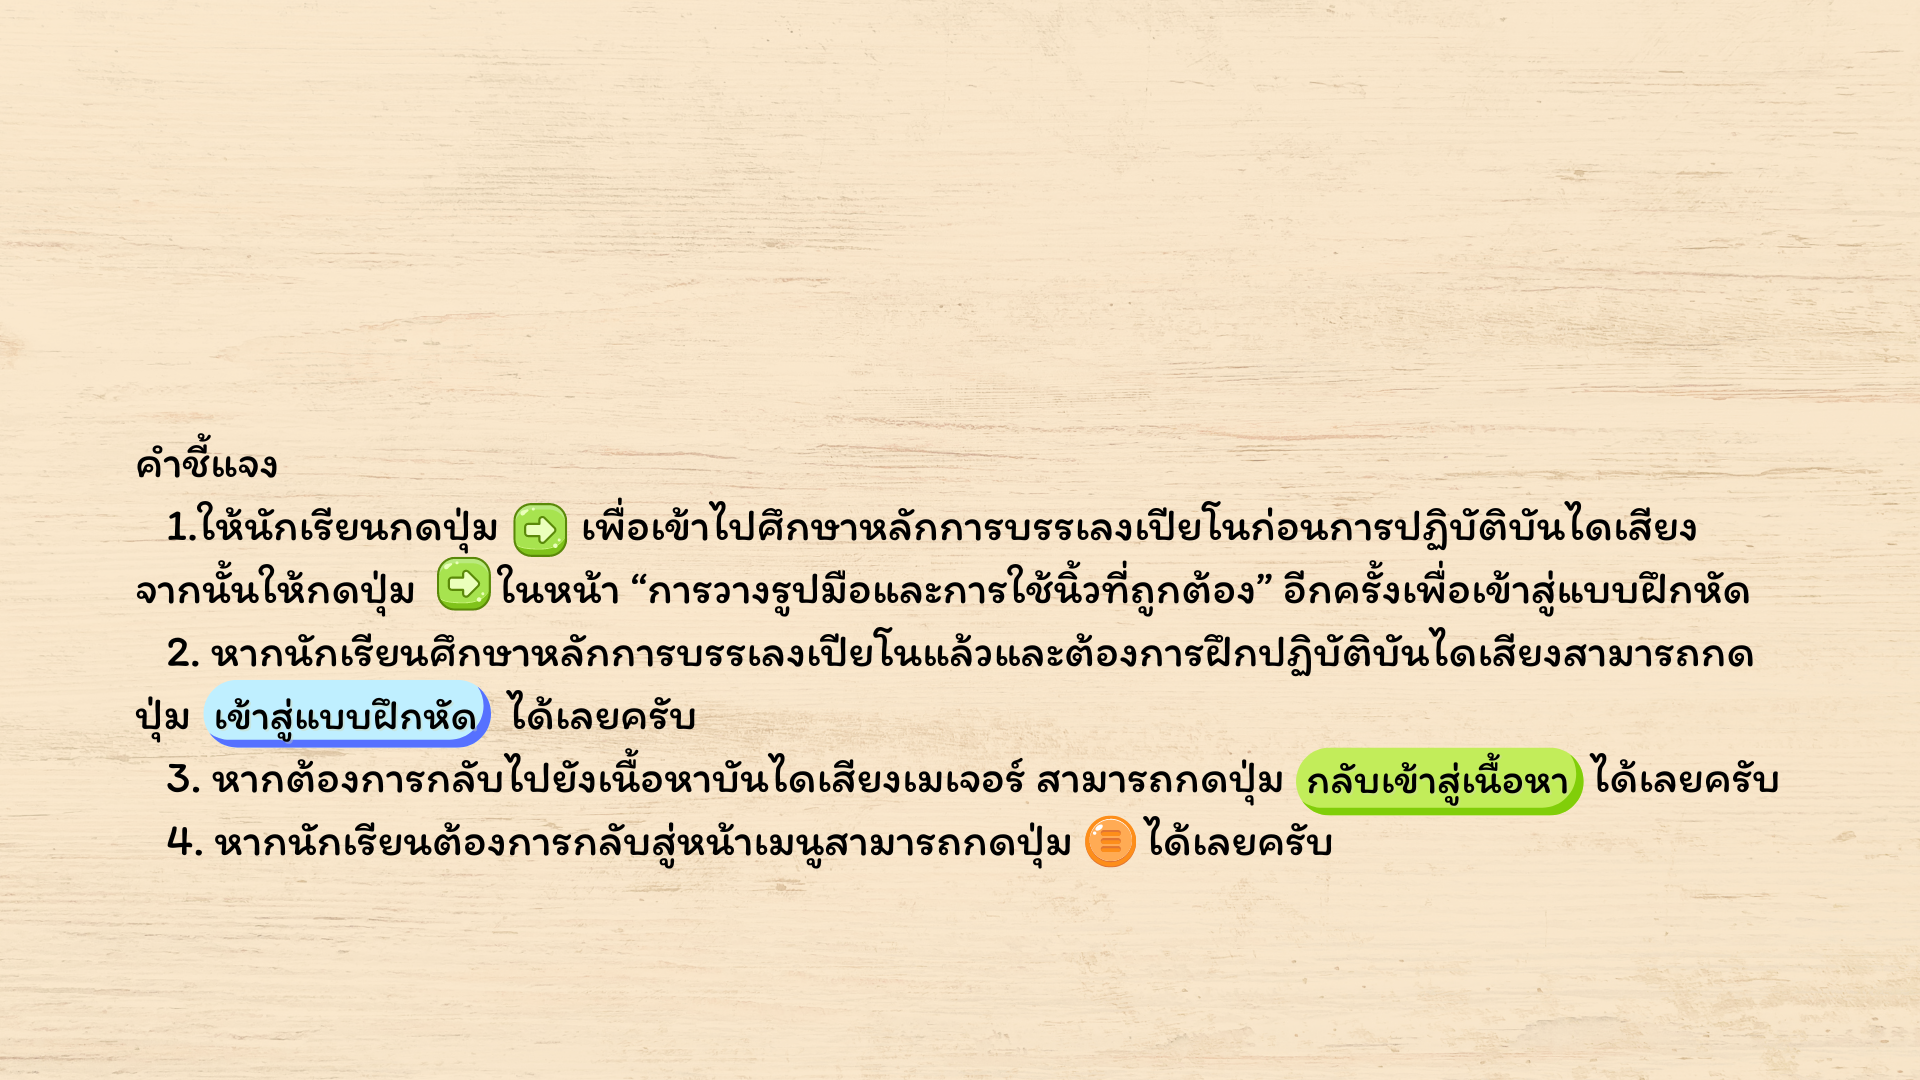 คำชี้แจง
1.ให้นักเรียนกดปุ่ม เพื่อเข้าไปศึกษาหลักการบรรเลงเปียโนก่อนการปฏิบัติบันไดเสียง
จากนั้นให้กดปุ่ม ในหน้า “การวางรูปมือและการใช้นิ้วที่ถูกต้อง” อีกครั้งเพื่อเข้าสู่แบบฝึกหัด
2. หากนักเรียนศึกษาหลักการบรรเลงเปียโนแล้วและต้องการฝึกปฏิบัติบันไดเสียงสามารถกด
ปุ่ม เข้าสู่แบบฝึกหัด ได้เลยครับ
3. หากต้องการกลับไปยังเนื้อหาบันไดเสียงเมเจอร์ สามารถกดปุ่ม กลับเข้าสู่เนื้อหา ได้เลยครับ
4. หากนักเรียนต้องการกลับสู่หน้าเมนูสามารถกดปุ่ม ได้เลยครับ